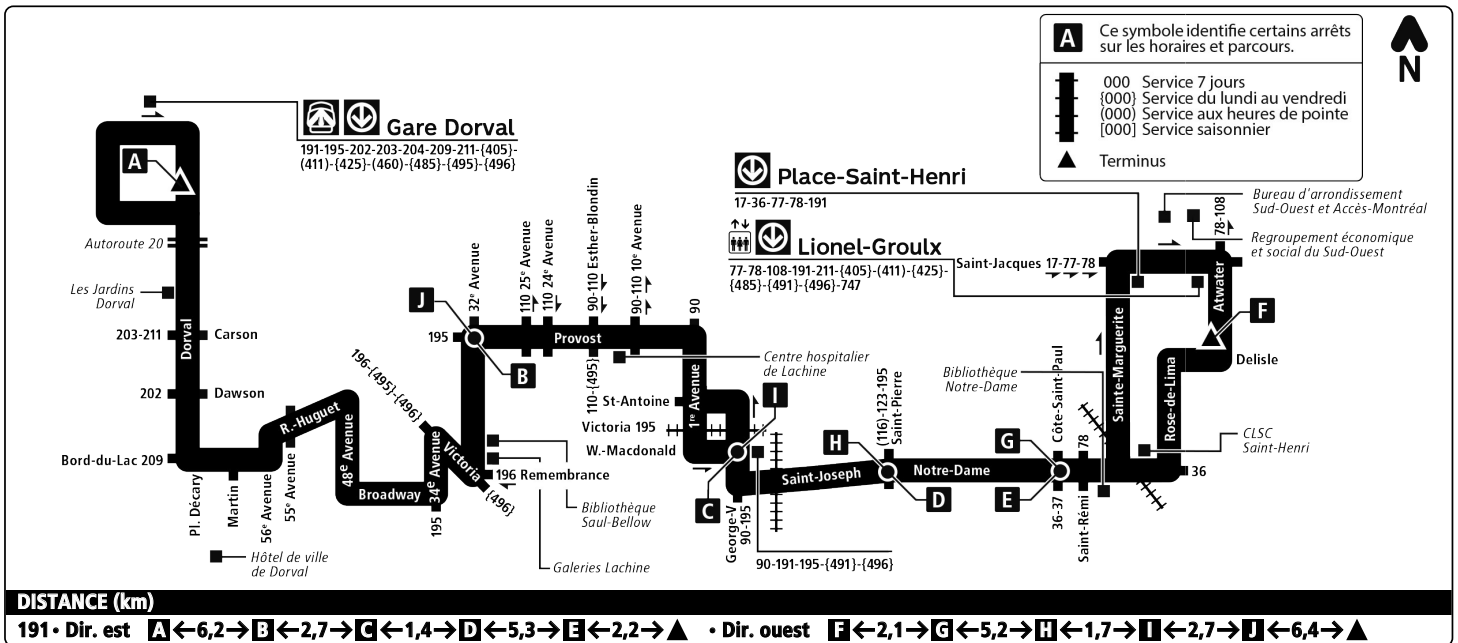 A
Ce symbole identifie certains arrêts
sur les horaires et parcours.
000 Service 7 jours
{000} Service du lundi au vendredi
(000) Service aux heures de pointe
[000] Service saisonnier
Terminus
N
Gare Dorval
191-195-202-203-204-209-211-{405}-
(411)-{425}-(460)-{485}-{495}-{496}
A
Autoroute 20
Les Jardins
Dorval
203-211
Carson
Dorval
202
Dawson
Bord-du-Lac 209
Pl. Décary
Martin
56e Avenue
55e Avenue
R.-Huguet
48e Avenue
Broadway
34e Avenue
195
Hôtel de ville
de Dorval
196-{495}-{496}
Victoria
{496}
196 Remembrance
Bibliothèque
Saul-Bellow
Galeries Lachine
J
32e Avenue
195
B
110 25e Avenue
110 24e Avenue
90-110 Esther-Blondin
90-110 10e Avenue
90
Provost
110-{495}
Centre hospitalier
de Lachine
St-Antoine
1re Avenue
Victoria 195
W.-Macdonald
I
C
George-V
90-195
90-191-195-{491}-{496}
Saint-Joseph
H
(116)-123-195
Saint-Pierre
D
Notre-Dame
G
Côte-Saint-Paul
78
E
36-37
Saint-Rémi
Bibliothèque
Notre-Dame
Place-Saint-Henri
17-36-77-78-191
Lionel-Groulx
77-78-108-191-211-{405}-(411)-{425}-
{485}-{491}-{496}-747
Saint-Jacques 17-77-78
Sainte-Marguerite
78-108
Bureau d'arrondissement
Sud-Ouest et Accès-Montréal
Regroupement économique
et social du Sud-Ouest
Atwater
F
Delisle
Rose-de-Lima
CLSC
Saint-Henri
36
DISTANCE (km)
191 • Dir. est A ←6,2→ B ←2,7→ C ←1,4→ D ←5,3→ E ←2,2→ ▲ • Dir. ouest F ←2,1→ G ←5,2→ H ←1,7→ I ←2,7→ J ←6,4→ ▲